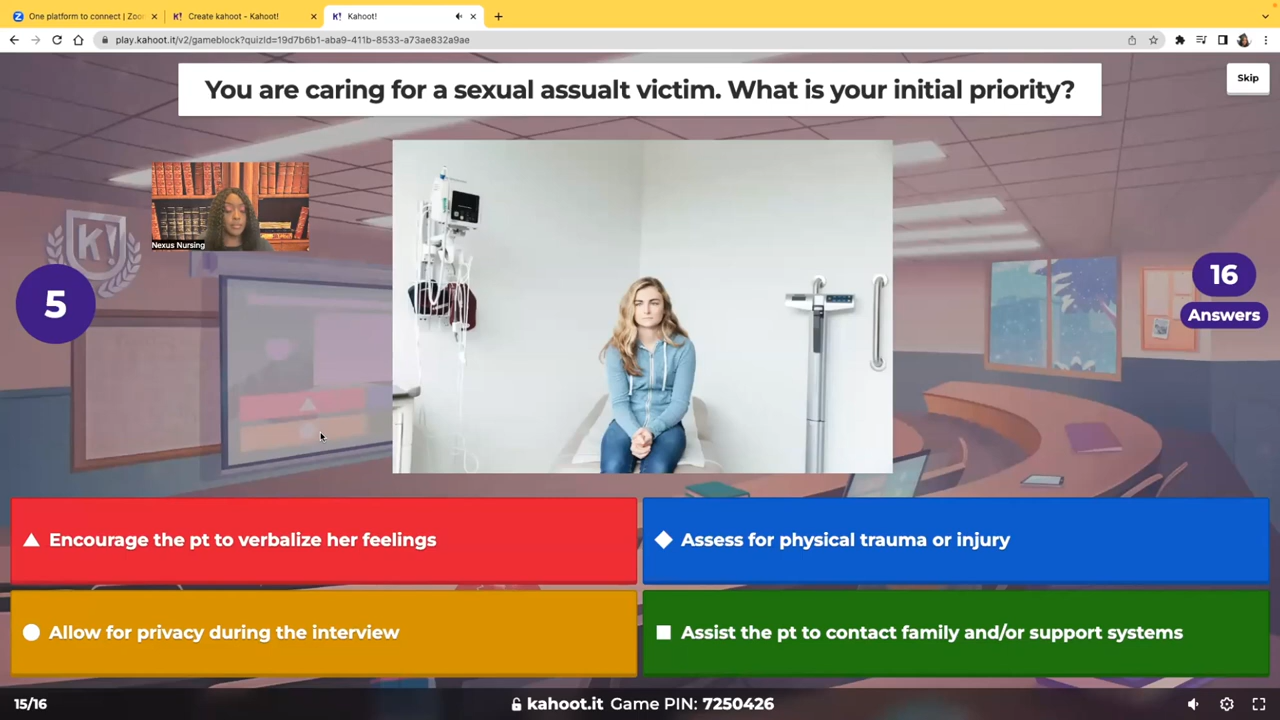 One platform to connect | Zoo
Create kahoot - Kahoot!
Kahoot!
play.kahoot.it/v2/gameblock?quizId=19d7b6b1-aba9-411b-8533-a73ae832a9ae
You are caring for a sexual assualt victim. What is your initial priority?
Skip
K!
Nexus Nursing
5
16
Answers
Encourage the pt to verbalize her feelings
Assess for physical trauma or injury
Allow for privacy during the interview
Assist the pt to contact family and/or support systems
15/16
kahoot.it Game PIN: 7250426